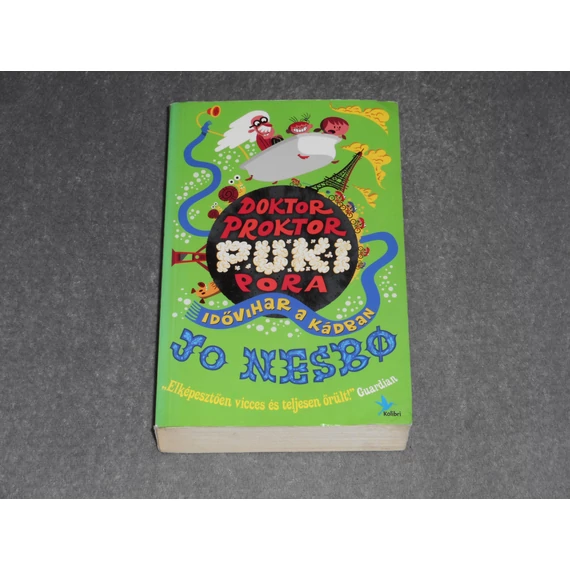 DOKTOR
PROKTOR
PUKI
PORA
IDŐVIHAR A KÁDBAN
JO NESBØ
„Elképesztően vicces és teljesen őrült!” Guardian
Kolibri